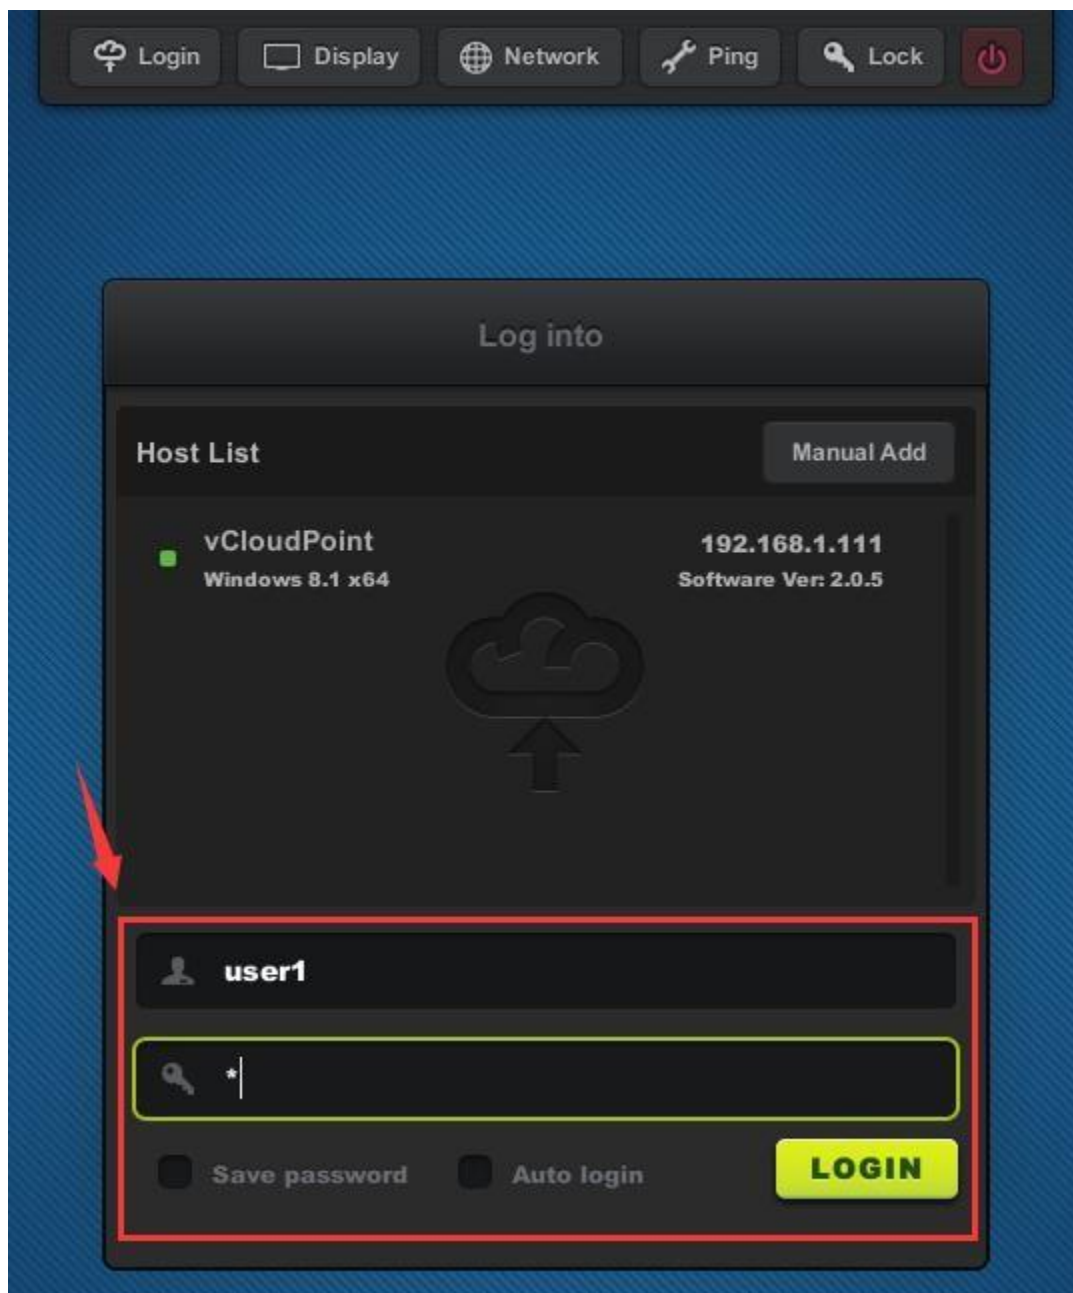 Login Display Network Ping Lock
Log into
Host List Manual Add
vCloudPoint 192.168.1.111
Windows 8.1 x64 Software Ver: 2.0.5
user1
*
Save password Auto login LOGIN